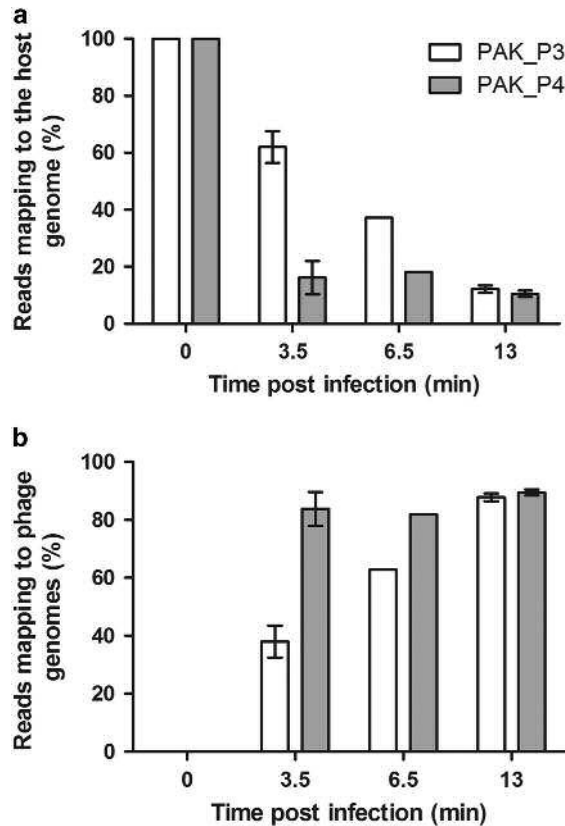 a
Reads mapping to the host
genome (%)
100
80
60
40
20
0
PAK_P3
PAK_P4
0 3.5 6.5 13
Time post infection (min)
b
Reads mapping to phage
genomes (%)
100
80
60
40
20
0
0 3.5 6.5 13
Time post infection (min)